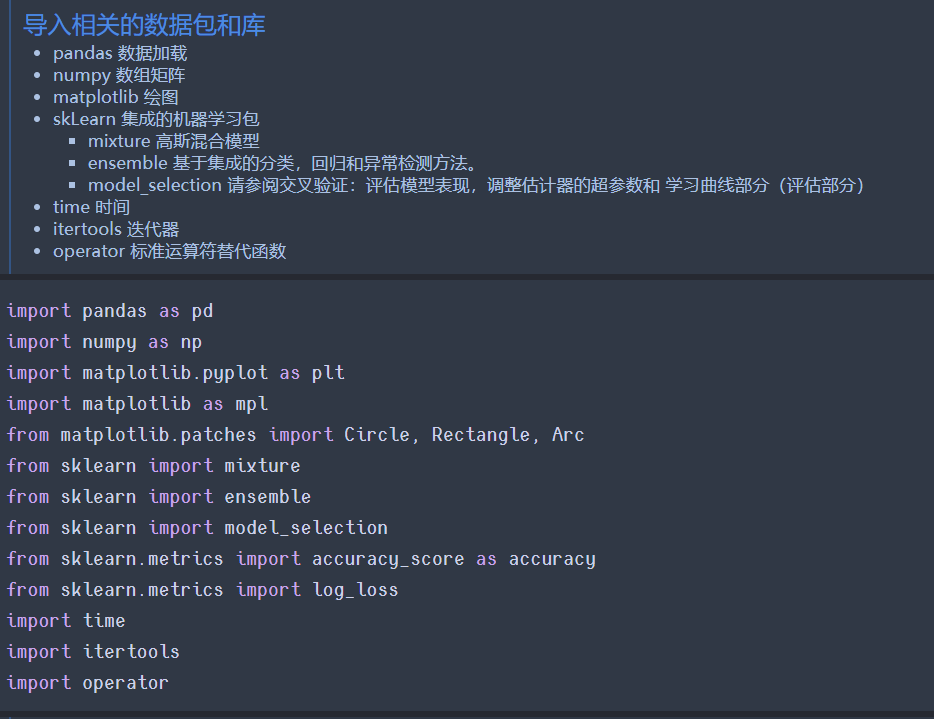 导入相关的数据包和库
pandas 数据加载
numpy 数组矩阵
matplotlib 绘图
skLearn 集成的机器学习包
mixture 高斯混合模型
ensemble 基于集成的分类，回归和异常检测方法。
model_selection 请参阅交叉验证：评估模型表现，调整估计器的超参数和 学习曲线部分（评估部分）
time 时间
itertools 迭代器
operator 标准运算符替代函数
import pandas as pd
import numpy as np
import matplotlib.pyplot as plt
import matplotlib as mpl
from matplotlib.patches import Circle, Rectangle, Arc
from sklearn import mixture
from sklearn import ensemble
from sklearn import model_selection
from sklearn.metrics import accuracy_score as accuracy
from sklearn.metrics import log_loss
import time
import itertools
import operator